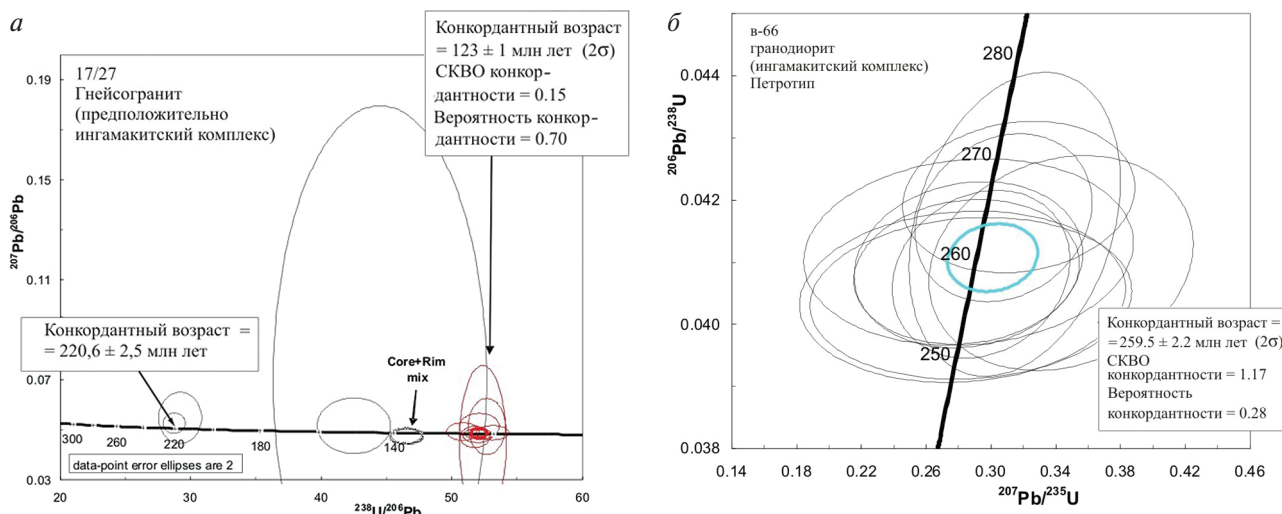 а
17/27
Гнейсогранит
(предположительно
ингамакитский комплекс)
Конкордантный возраст
= 123 ± 1 млн лет (2σ)
СКВО конкор-
дантности = 0.15
Вероятность конкор-
дантности = 0.70
Конкордантный возраст =
= 220,6 ± 2,5 млн лет
Core+Rim
mix
0.19
0.15
0.11
0.07
0.03
207Pb/206Pb
300
260
220
180
140
data-point error ellipses are 2
20
30
40
50
60
238U/206Pb
б
в-66
гранодиорит
(ингамакитский комплекс)
Петротип
280
270
260
250
0.044
0.042
0.040
0.038
206Pb/238U
Конкордантный возраст =
=259.5 ± 2.2 млн лет (2σ)
СКВО
конкордантности = 1.17
Вероятность
конкордантности = 0.28
0.14
0.18
0.22
0.26
0.30
0.34
0.38
0.42
0.46
207Pb/235U